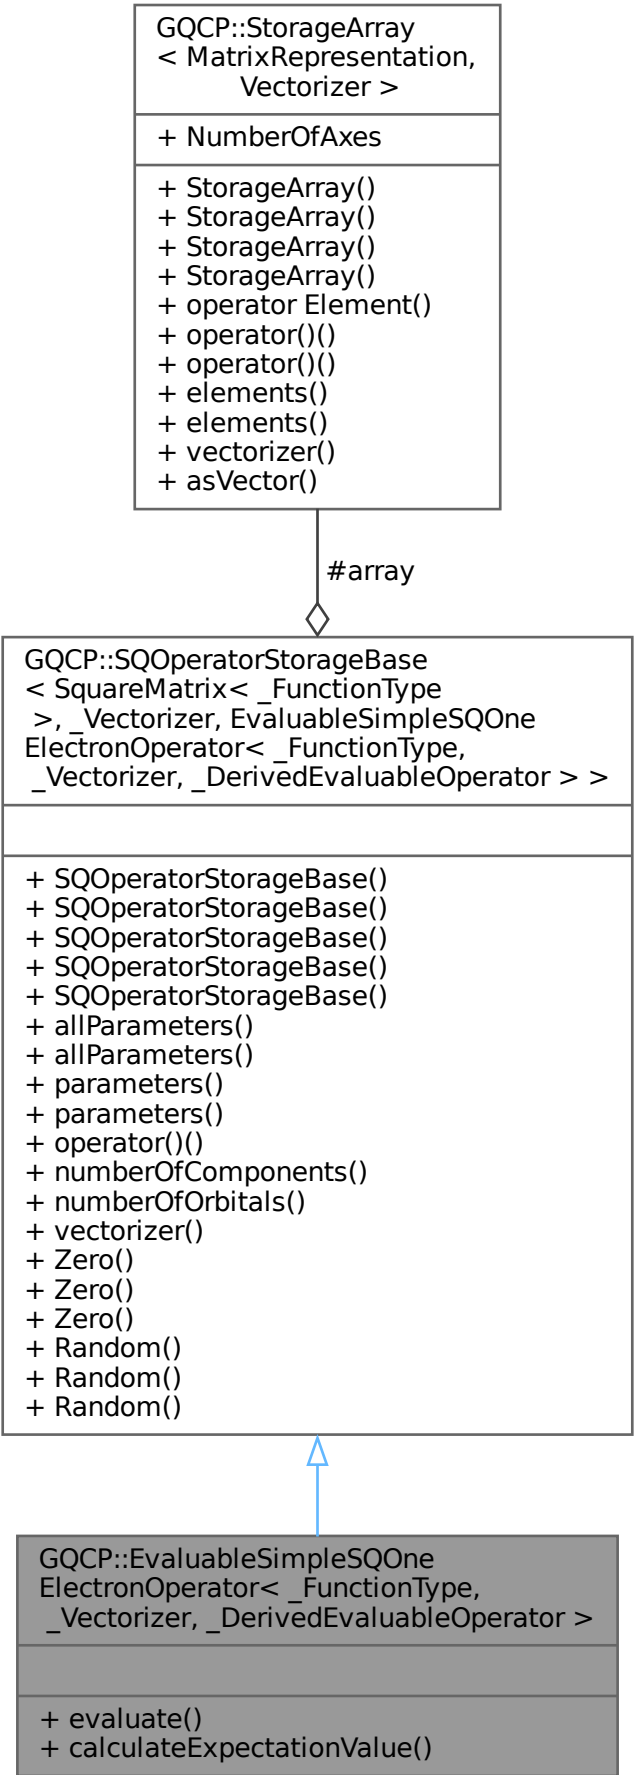 GQCP::StorageArray
< MatrixRepresentation,
Vectorizer >
+ NumberOfAxes
+ StorageArray()
+ StorageArray()
+ StorageArray()
+ StorageArray()
+ operator Element()
+ operator()()
+ operator()()
+ elements()
+ elements()
+ vectorizer()
+ asVector()
#array
GQCP::SQOperatorStorageBase
< SquareMatrix< _FunctionType
>, _Vectorizer, EvaluableSimpleSQOne
ElectronOperator< _FunctionType,
_Vectorizer, _DerivedEvaluableOperator > >
+ SQOperatorStorageBase()
+ SQOperatorStorageBase()
+ SQOperatorStorageBase()
+ SQOperatorStorageBase()
+ SQOperatorStorageBase()
+ allParameters()
+ allParameters()
+ parameters()
+ parameters()
+ operator()()
+ numberOfComponents()
+ numberOfOrbitals()
+ vectorizer()
+ Zero()
+ Zero()
+ Zero()
+ Random()
+ Random()
+ Random()
GQCP::EvaluableSimpleSQOne
ElectronOperator< _FunctionType,
_Vectorizer, _DerivedEvaluableOperator >
+ evaluate()
+ calculateExpectationValue()